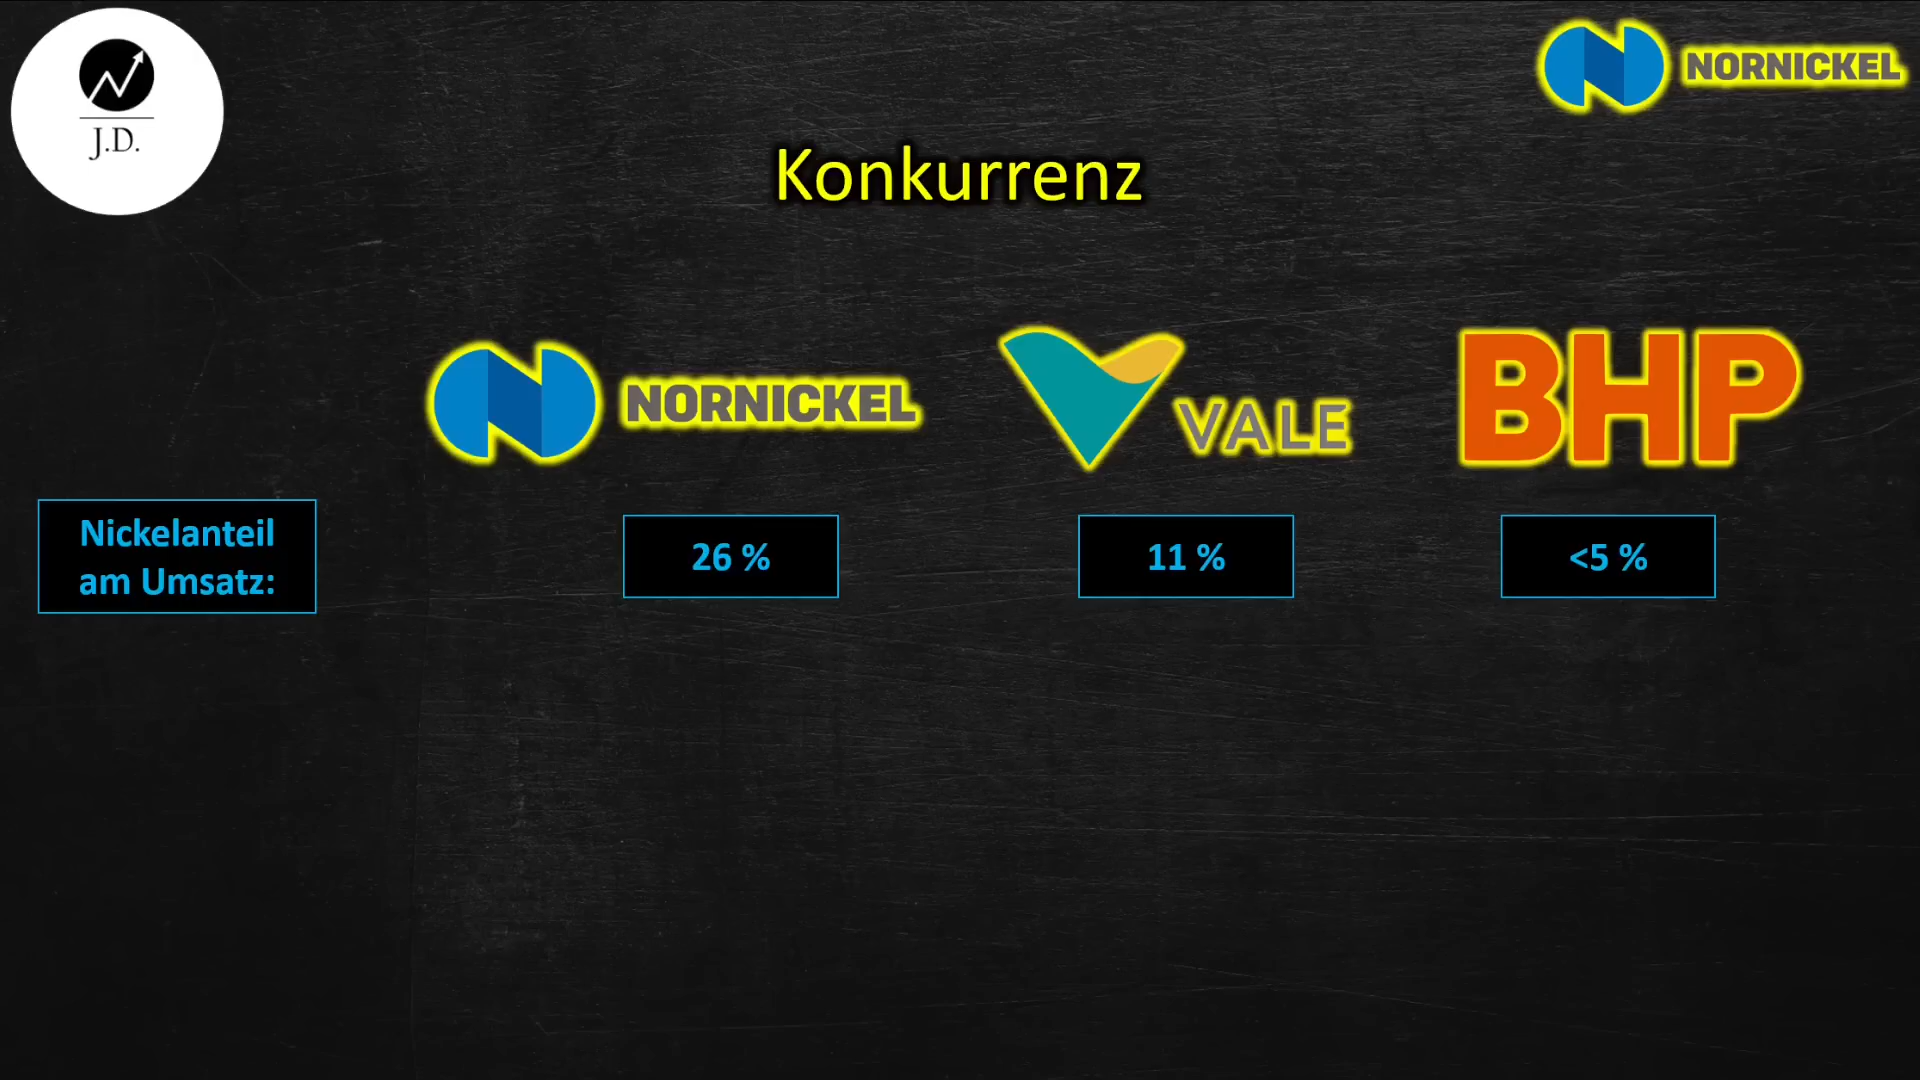 J.D.
NORNICKEL
Konkurrenz
NORNICKEL
VALE
BHP
Nickelanteil
am Umsatz:
26 %
11 %
<5 %